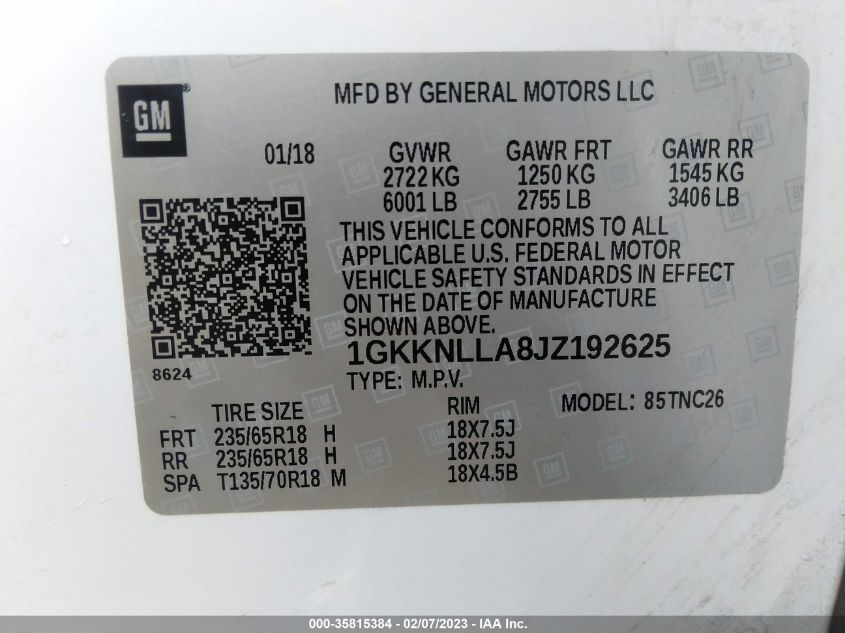 GM
MFD BY GENERAL MOTORS LLC
01/18 GVWR GAWR FRT GAWR RR
2722 KG 1250 KG 1545 KG
6001 LB 2755 LB 3406 LB
THIS VEHICLE CONFORMS TO ALL
APPLICABLE U.S. FEDERAL MOTOR
VEHICLE SAFETY STANDARDS IN EFFECT
ON THE DATE OF MANUFACTURE
SHOWN ABOVE.
1GKKNLLA8JZ192625
8624
TYPE: M.P.V. MODEL: 85TNC26
TIRE SIZE RIM
FRT 235/65R18 H 18X7.5J
RR 235/65R18 H 18X7.5J
SPA T135/70R18 M 18X4.5B
000-35815384 - 02/07/2023 - Copyright © IAA, Inc.